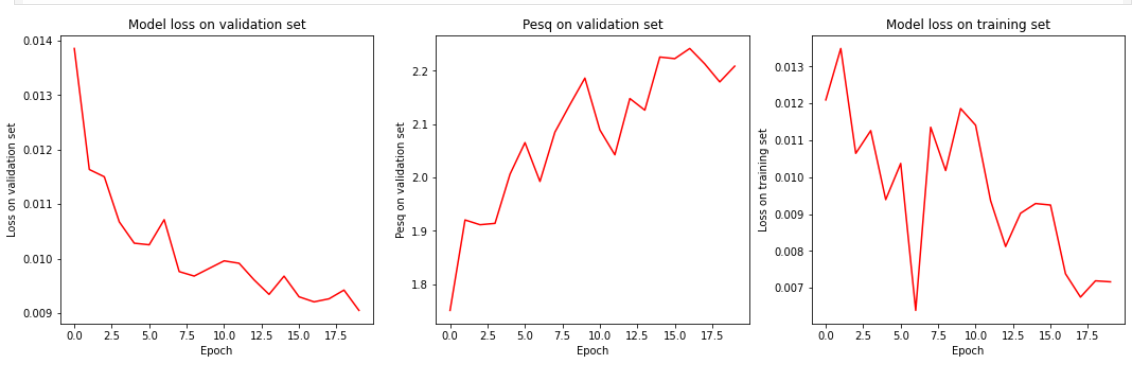 Model loss on validation set
0.014
0.013
0.012
0.011
0.010
0.009
Loss on validation set
0.0 2.5 5.0 7.5 10.0 12.5 15.0 17.5
Epoch
Pesq on validation set
2.2
2.1
2.0
1.9
1.8
Pesq on validation set
0.0 2.5 5.0 7.5 10.0 12.5 15.0 17.5
Epoch
Model loss on training set
0.013
0.012
0.011
0.010
0.009
0.008
0.007
Loss on training set
0.0 2.5 5.0 7.5 10.0 12.5 15.0 17.5
Epoch